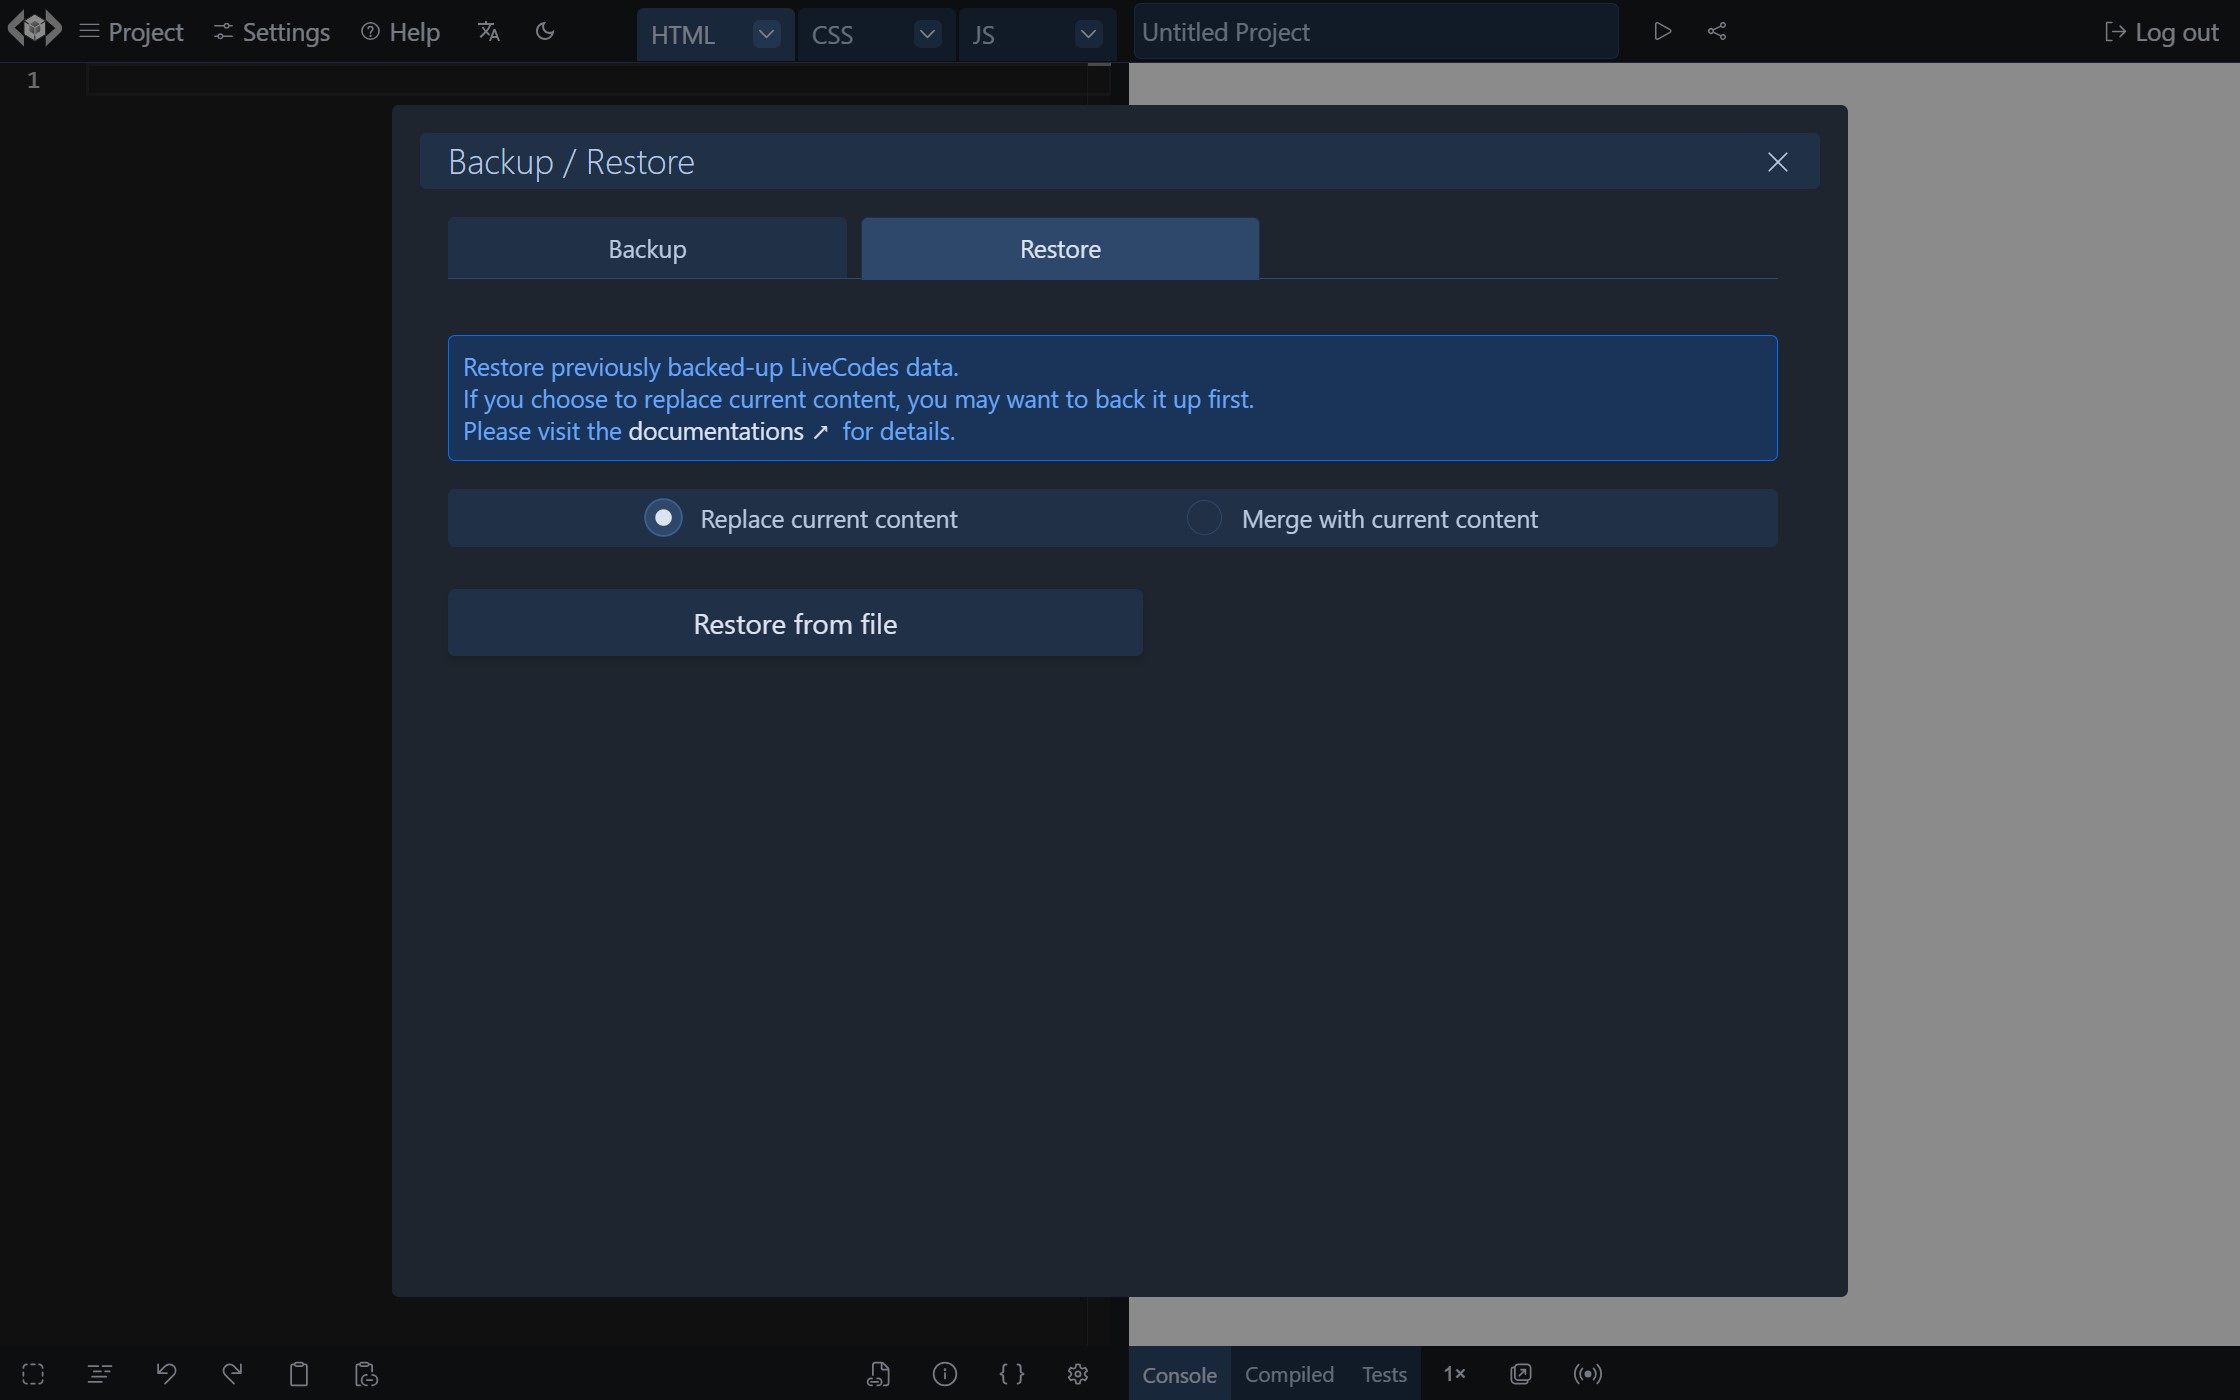 Project Settings Help HTML CSS JS Untitled Project Log out
1
Backup / Restore
Backup Restore
Restore previously backed-up LiveCodes data.
If you choose to replace current content, you may want to back it up first.
Please visit the documentations ↗ for details.
Replace current content Merge with current content
Restore from file
Console Compiled Tests 1×